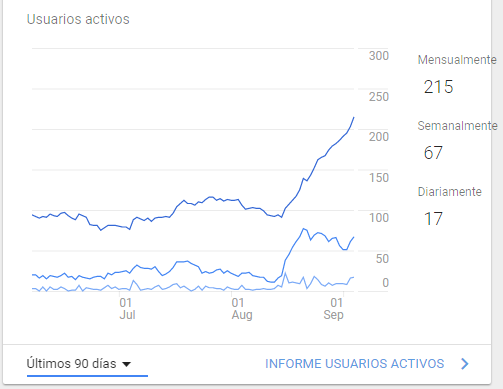 Usuarios activos
300
250
200
150
100
50
0
01
Jul
01
Aug
01
Sep
Mensualmente
215
Semanalmente
67
Diariamente
17
Últimos 90 días
INFORME USUARIOS ACTIVOS